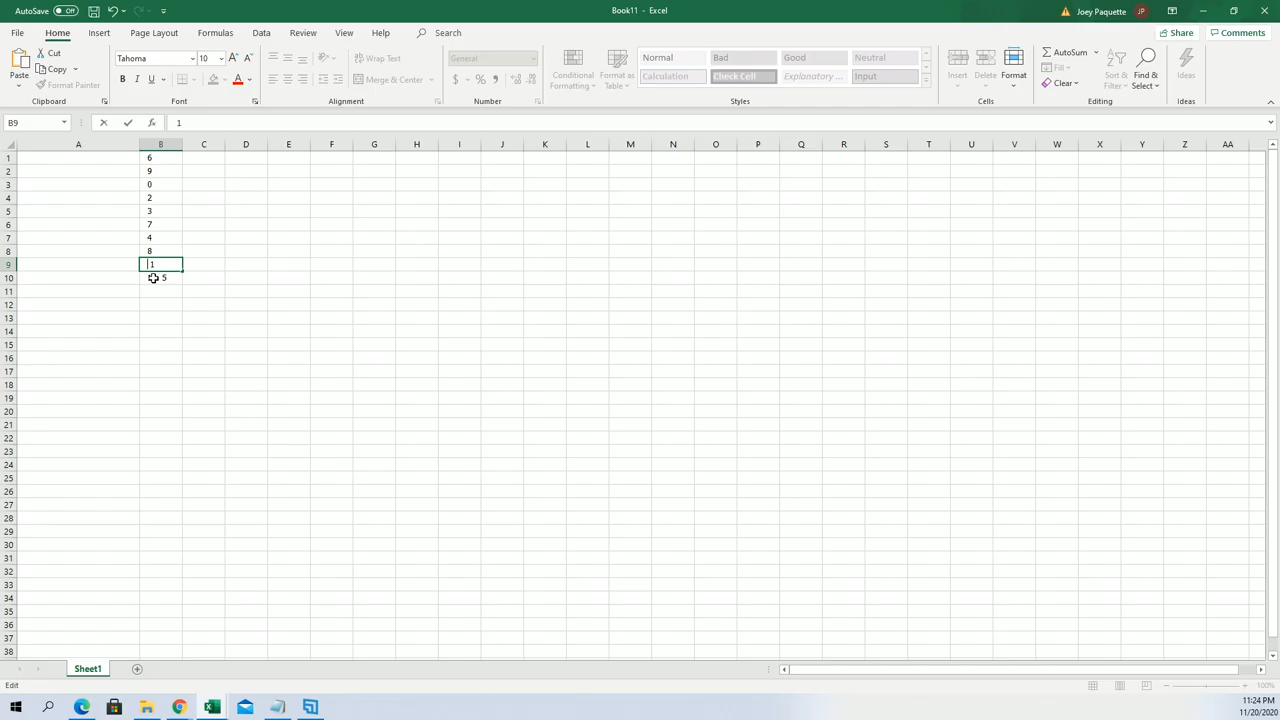 AutoSave Off Book11 - Excel Joey Paquette JP
File Home Insert Page Layout Formulas Data Review View Help Search Share Comments
Paste Cut Copy Format Painter
Tahoma 10 A A
B I U A
Wrap Text
Merge & Center
General
$ % ,
Conditional Formatting Format as Table
Normal Bad Good Neutral
Calculation Check Cell Explanatory ... Input
Insert Delete Format
AutoSum Fill Clear
Sort & Filter Find & Select
Ideas
Clipboard Font Alignment Number Styles Cells Editing Ideas
B9 fx 1
A B C D E F G H I J K L M N O P Q R S T U V W X Y Z AA
1 6
2 9
3 0
4 2
5 3
6 7
7 4
8 8
9 1
10 5
11
12
13
14
15
16
17
18
19
20
21
22
23
24
25
26
27
28
29
30
31
32
33
34
35
36
37
38
Sheet1
Edit 100%
11:24 PM
11/20/2020